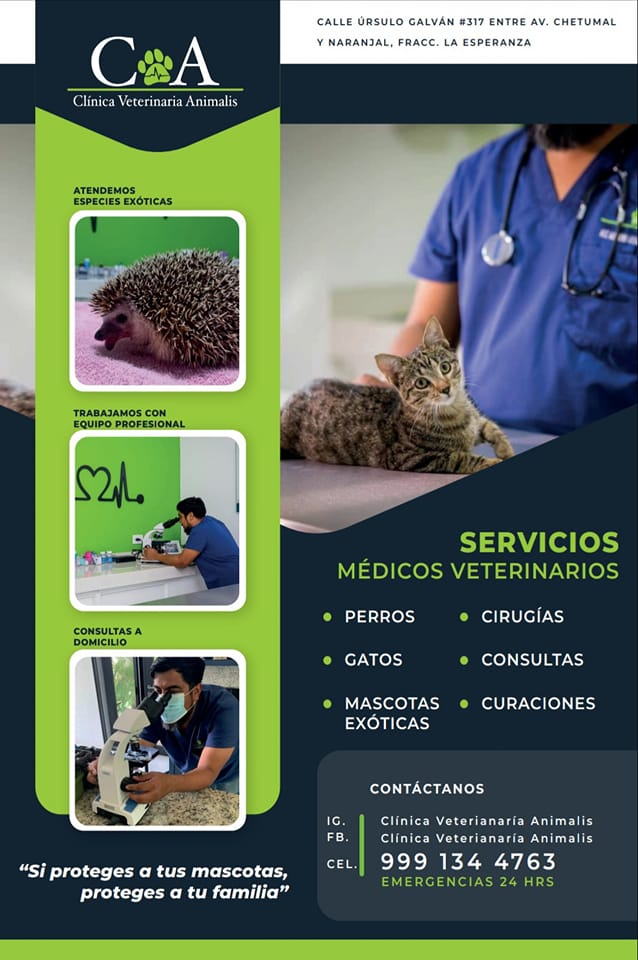 CALLE ÚRSULO GALVÁN #317 ENTRE AV. CHETUMAL
Y NARANJAL, FRACC. LA ESPERANZA
C A
Clínica Veterinaria Animalis
ATENDEMOS
ESPECIES EXÓTICAS
TRABAJAMOS CON
EQUIPO PROFESIONAL
CONSULTAS A
DOMICILIO
“Si proteges a tus mascotas,
proteges a tu familia”
SERVICIOS
MÉDICOS VETERINARIOS
PERROS
GATOS
MASCOTAS
EXÓTICAS
CIRUGÍAS
CONSULTAS
CURACIONES
CONTÁCTANOS
IG. Clínica Veterianaría Animalis
FB. Clínica Veterianaría Animalis
CEL. 999 134 4763
EMERGENCIAS 24 HRS